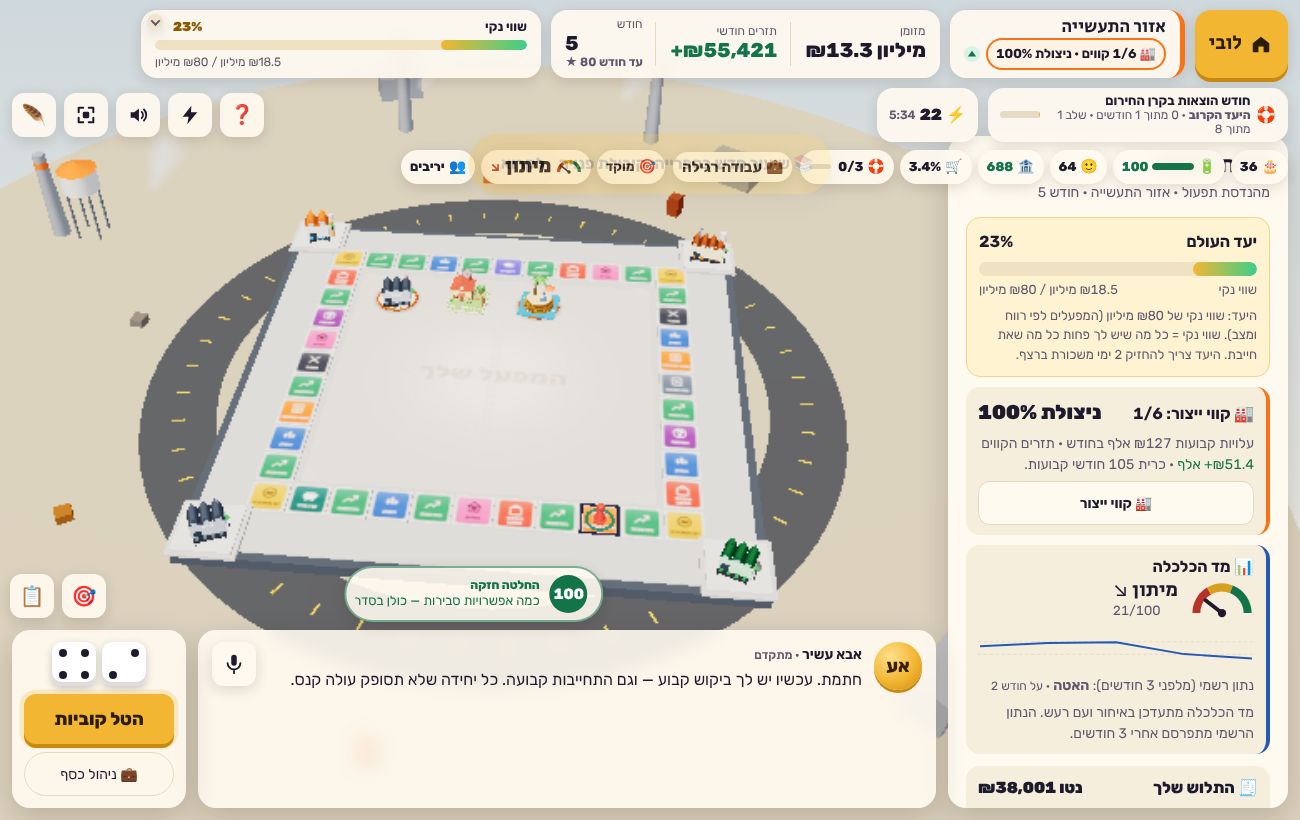 לובי
אזור התעשייה
🏭 1/6 קווים • ניצולת 100%
מזומן
₪13.3 מיליון
תזרים חודשי
+₪55,421
חודש
5
עד חודש 80 ★
שווי נקי
23%
₪18.5 מיליון / ₪80 מיליון
חודש הוצאות בקרן החירום
היעד הקרוב • 0 מתוך 1 חודשים • שלב 1
מתוך 8
⚡ 22 5:34
❓
🎂 36
🔋 100
🙂 64
🏦 688
🛒 3.4%
🛟 0/3
💼 עבודה רגילה
🎯 מוקד
מיתון ↘
👥 יריבים
מהנדסת תפעול • אזור התעשייה • חודש 5
יעד העולם
23%
שווי נקי
₪18.5 מיליון / ₪80 מיליון
היעד: שווי נקי של ₪80 מיליון (המפעלים לפי רווח
ומצב). שווי נקי = כל מה שיש לך פחות כל מה שאת
חייבת. היעד צריך להחזיק 2 ימי משכורת ברצף.
🏭 קווי ייצור: 1/6
ניצולת 100%
עלויות קבועות ₪127 אלף בחודש • תזרים הקווים
+₪51.4 אלף • כרית 105 חודשי קבועות.
🏭 קווי ייצור
📊 מד הכלכלה
מיתון ↘
21/100
נתון רשמי (מלפני 3 חודשים): האטה • על חודש 2
מד הכלכלה מתעדכן באיחור ועם רעש. הנתון
הרשמי מתפרסם אחרי 3 חודשים.
🧾 התלוש שלך
נטו ₪38,001
המפעל שלך
100
החלטה חזקה
כמה אפשרויות סבירות – כולן בסדר
אע
אבא עשיר • מתקדם
חתמת. עכשיו יש לך ביקוש קבוע – וגם התחייבות קבועה. כל יחידה שלא תסופק עולה קנס.
הטל קוביות
💼 ניהול כסף